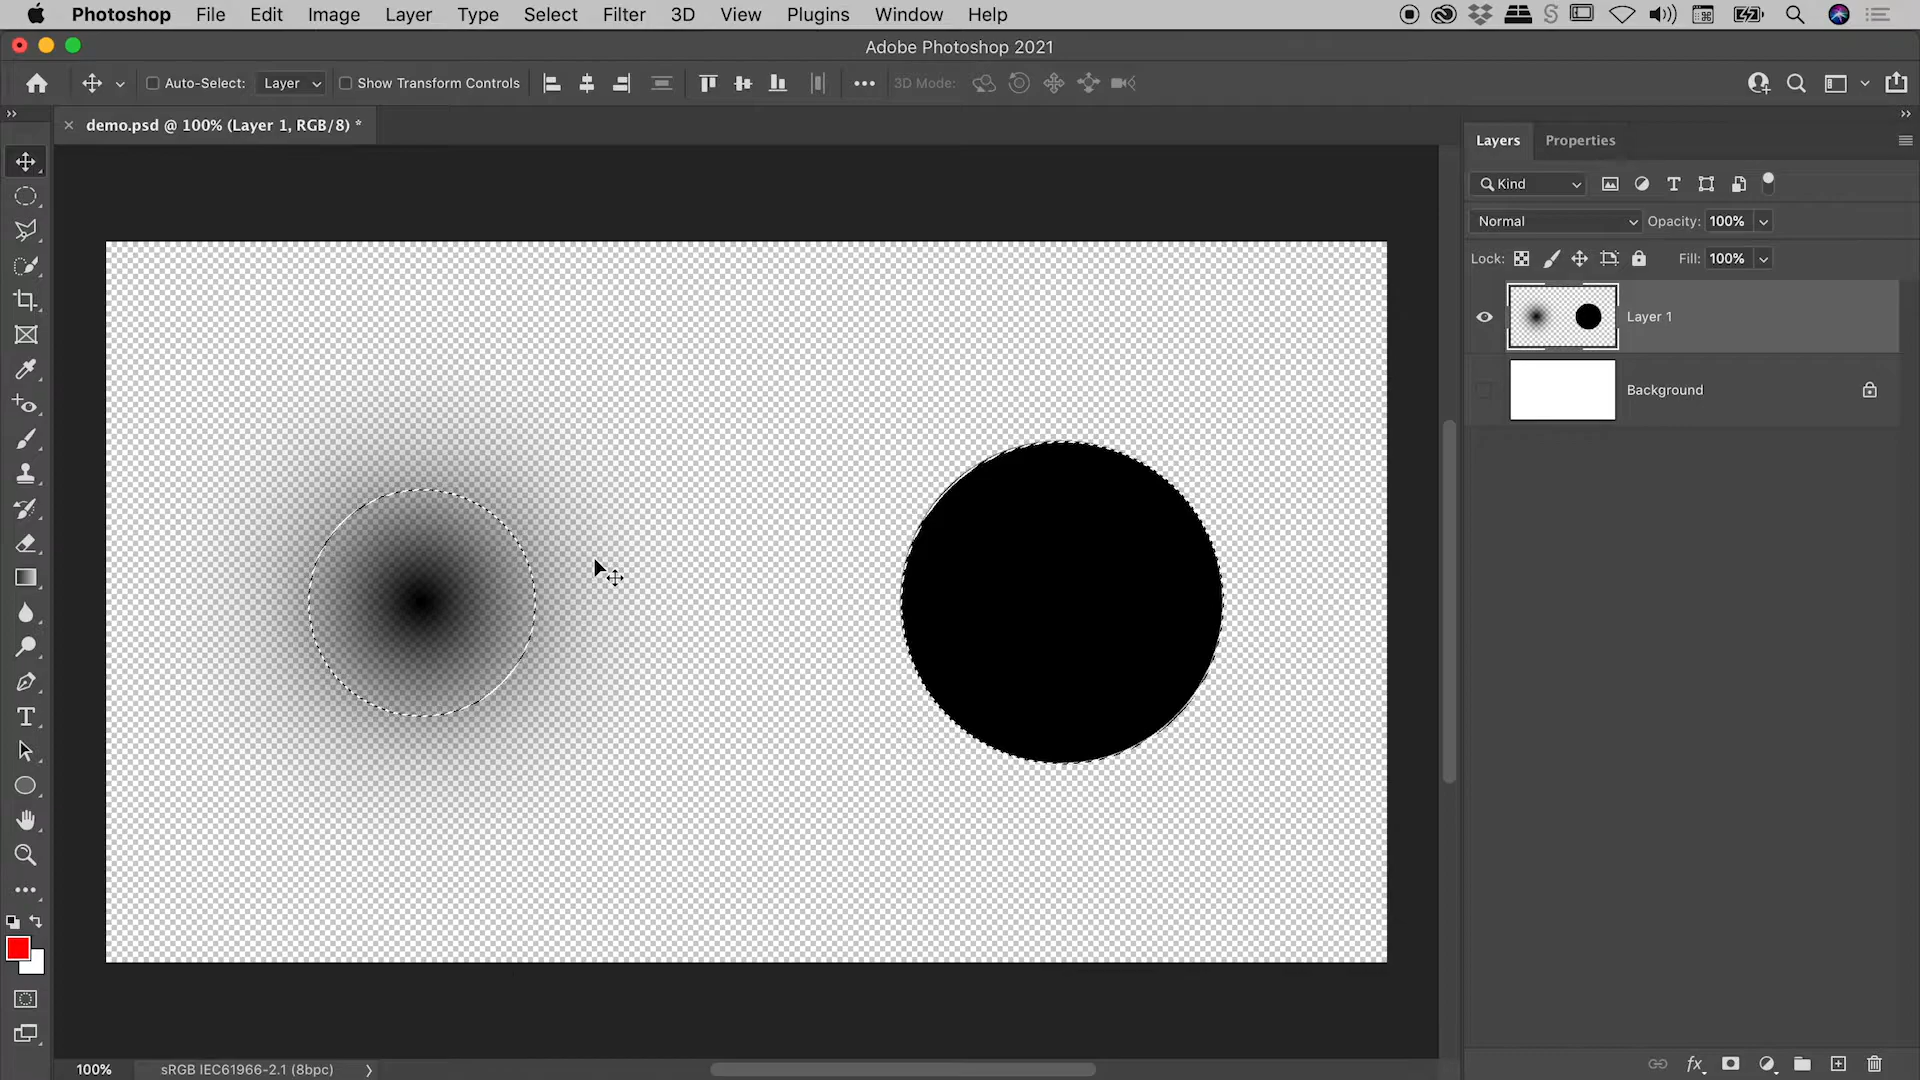 Photoshop File Edit Image Layer Type Select Filter 3D View Plugins Window Help
Adobe Photoshop 2021
Auto-Select: Layer Show Transform Controls 3D Mode:
demo.psd @ 100% (Layer 1, RGB/8) *
Layers Properties
Kind
Normal Opacity: 100%
Lock: Fill: 100%
Layer 1
Background
fx
100% sRGB IEC61966-2.1 (8bpc)